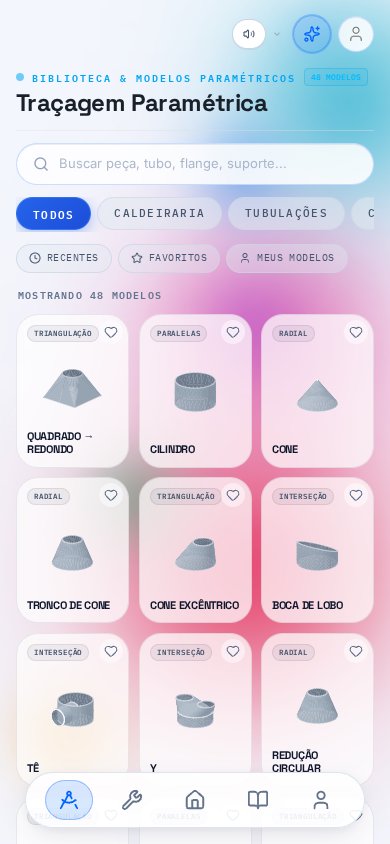 BIBLIOTECA & MODELOS PARAMÉTRICOS 48 MODELOS
Traçagem Paramétrica
Buscar peça, tubo, flange, suporte...
TODOS CALDEIRARIA TUBULAÇÕES C
RECENTES FAVORITOS MEUS MODELOS
MOSTRANDO 48 MODELOS
TRIANGULAÇÃO PARALELAS RADIAL
QUADRADO →
REDONDO
CILINDRO
CONE
RADIAL TRIANGULAÇÃO INTERSEÇÃO
TRONCO DE CONE CONE EXCÊNTRICO BOCA DE LOBO
INTERSEÇÃO INTERSEÇÃO RADIAL
TÊ
Y
REDUÇÃO
CIRCULAR
PARALELAS TRIANGULAÇÃO